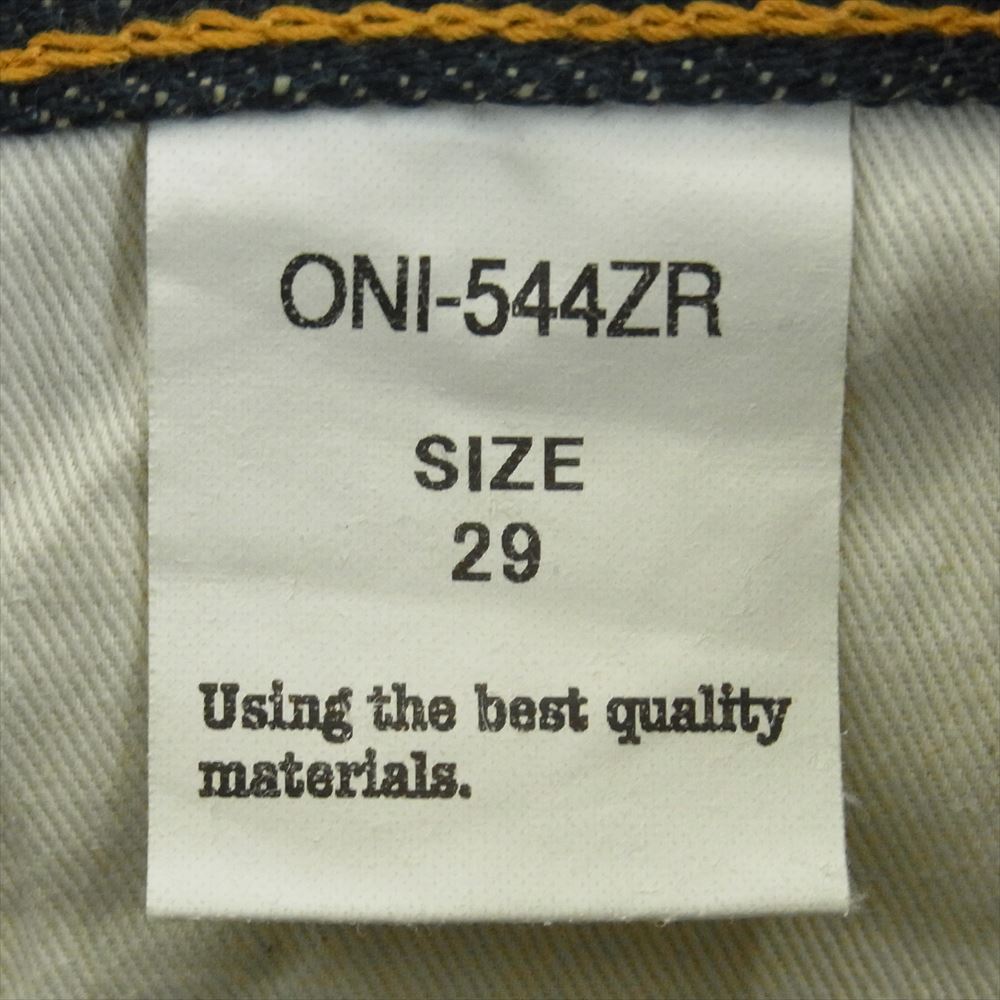 ONI-544ZR
SIZE
29
Using the best quality
materials.